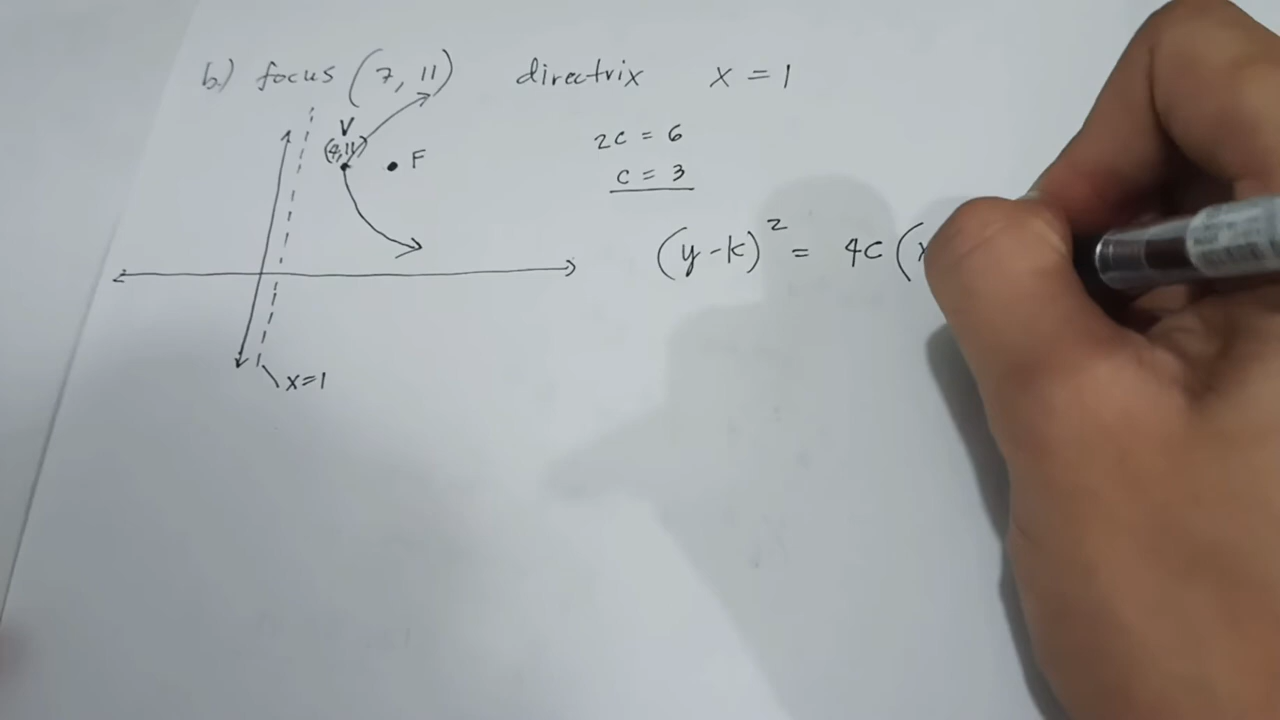 b.) focus (7, 11) directrix x = 1
V
(4,11)
F
2c = 6
c = 3
(y-k)² = 4c (x
x=1